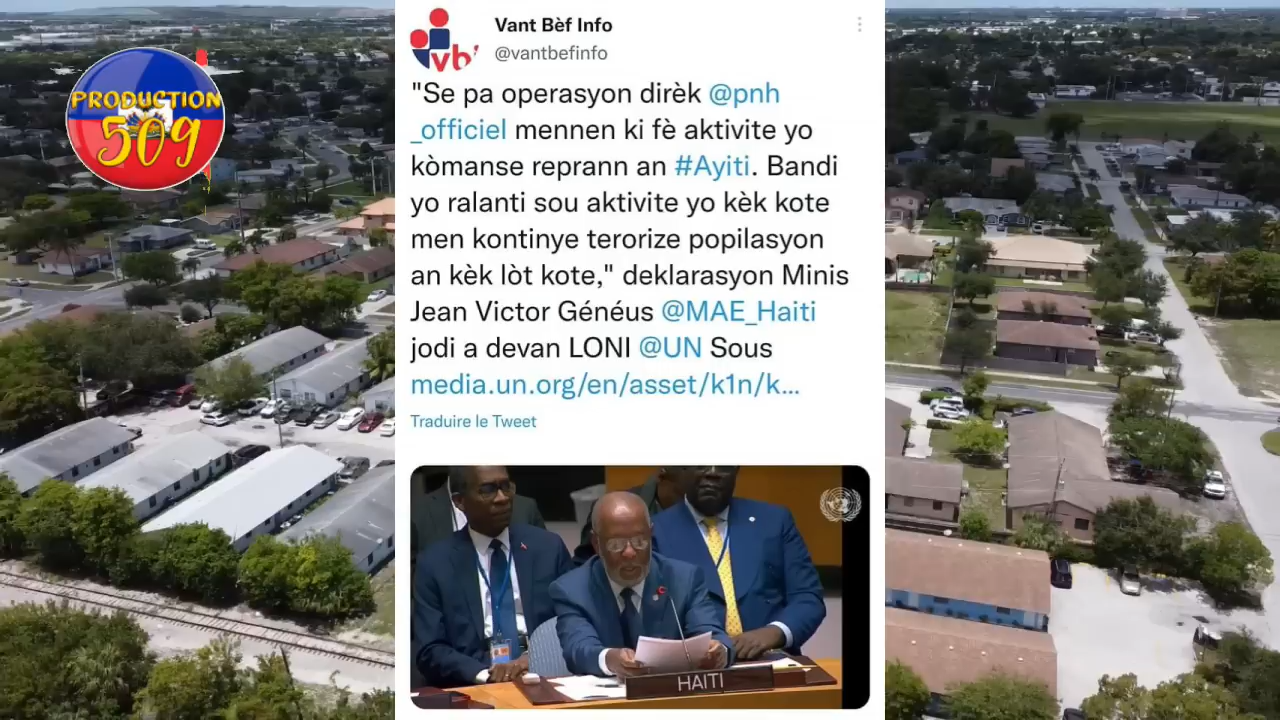 PRODUCTION
509
vb'
Vant Bèf Info
@vantbefinfo
"Se pa operasyon dirèk @pnh
_officiel mennen ki fè aktivite yo
kòmanse reprann an #Ayiti. Bandi
yo ralanti sou aktivite yo kèk kote
men kontinye terorize popilasyon
an kèk lòt kote," deklarasyon Minis
Jean Victor Généus @MAE_Haiti
jodi a devan LONI @UN Sous
media.un.org/en/asset/k1n/k...
Traduire le Tweet
HAITI